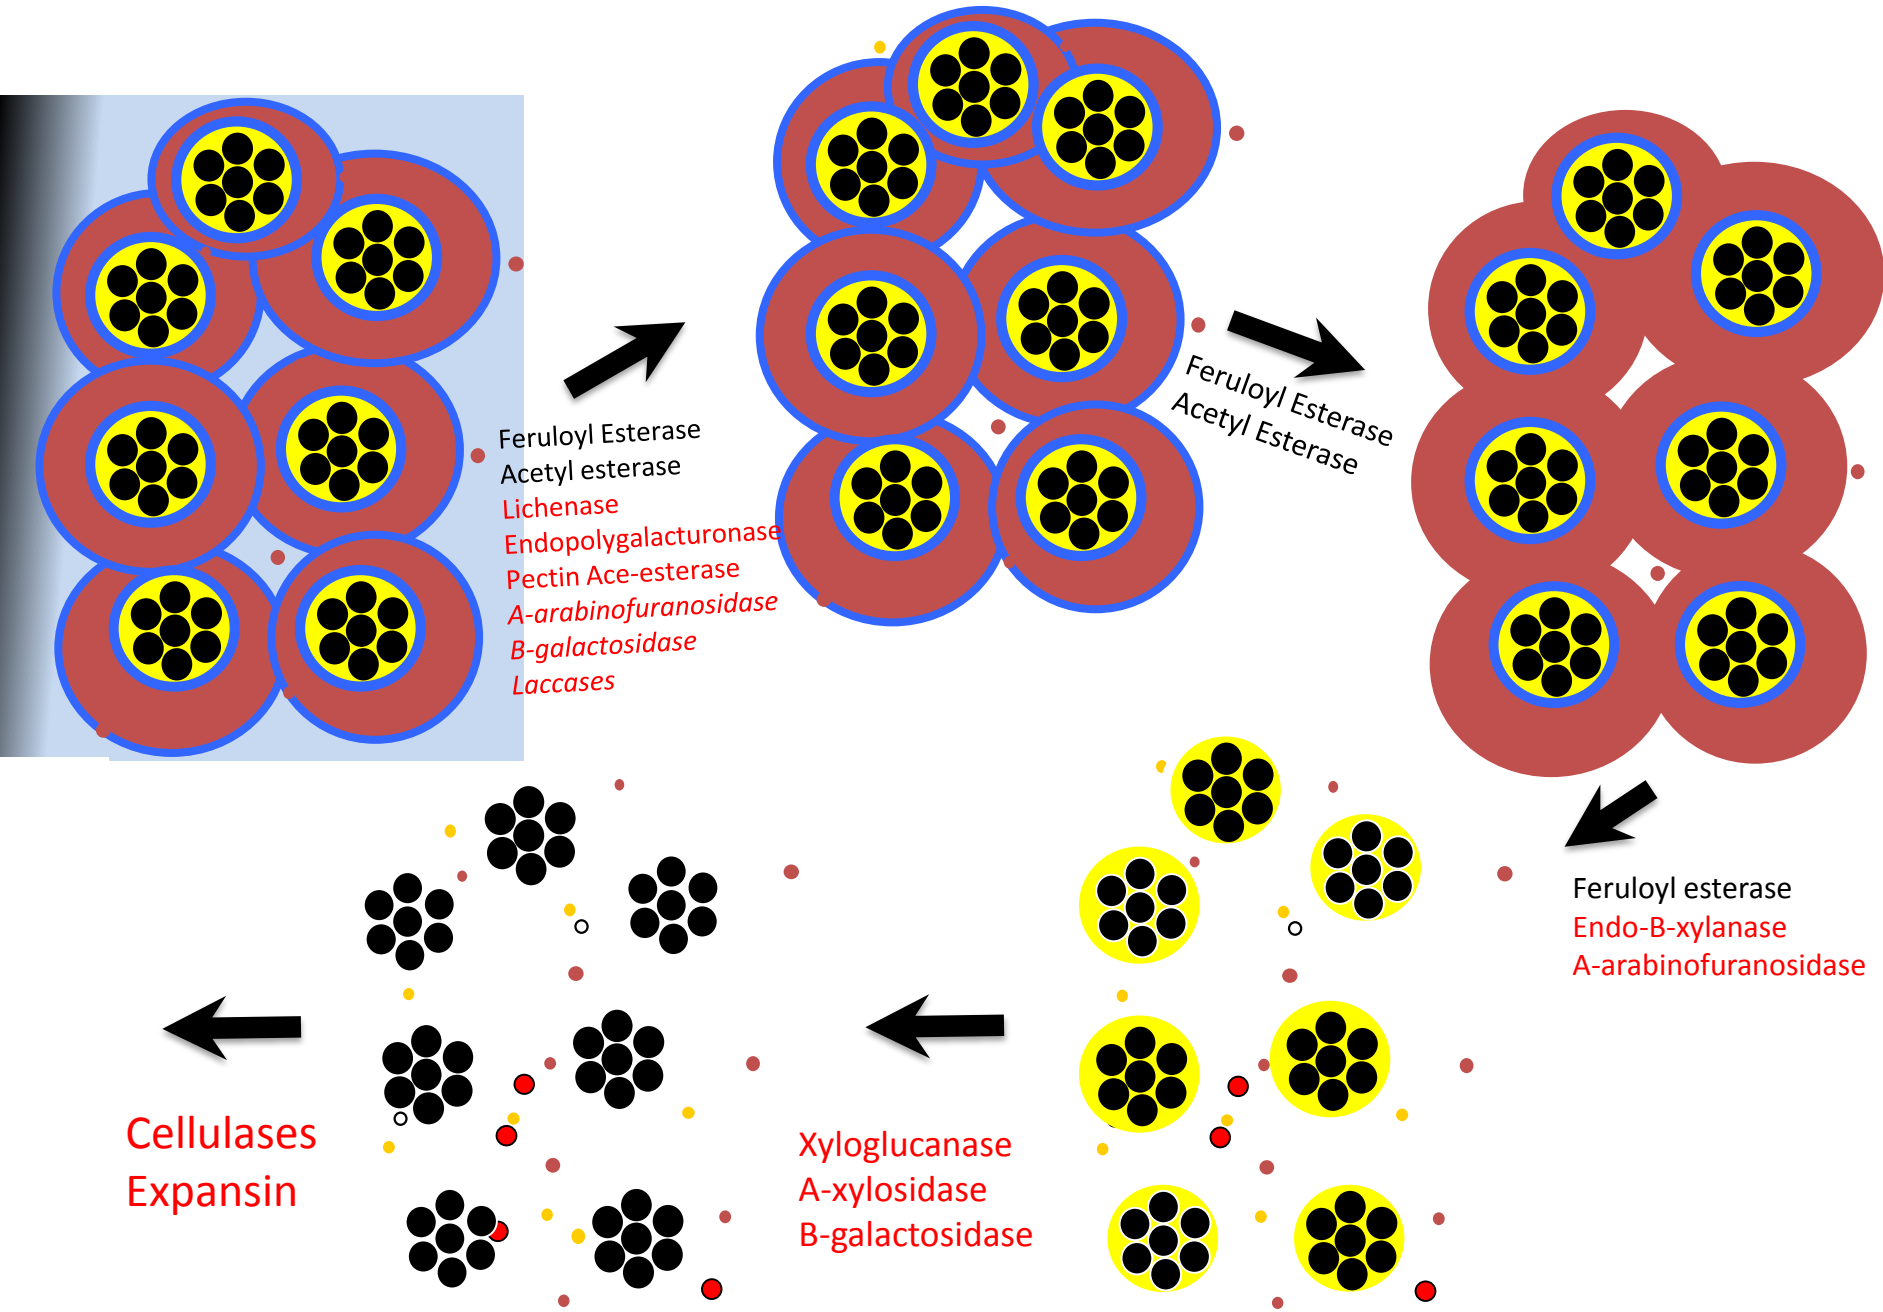 Feruloyl Esterase
Acetyl esterase
Lichenase
Endopolygalacturonase
Pectin Ace-esterase
A-arabinofuranosidase
B-galactosidase
Laccases
Feruloyl Esterase
Acetyl Esterase
Feruloyl esterase
Endo-B-xylanase
A-arabinofuranosidase
Xyloglucanase
A-xylosidase
B-galactosidase
Cellulases
Expansin